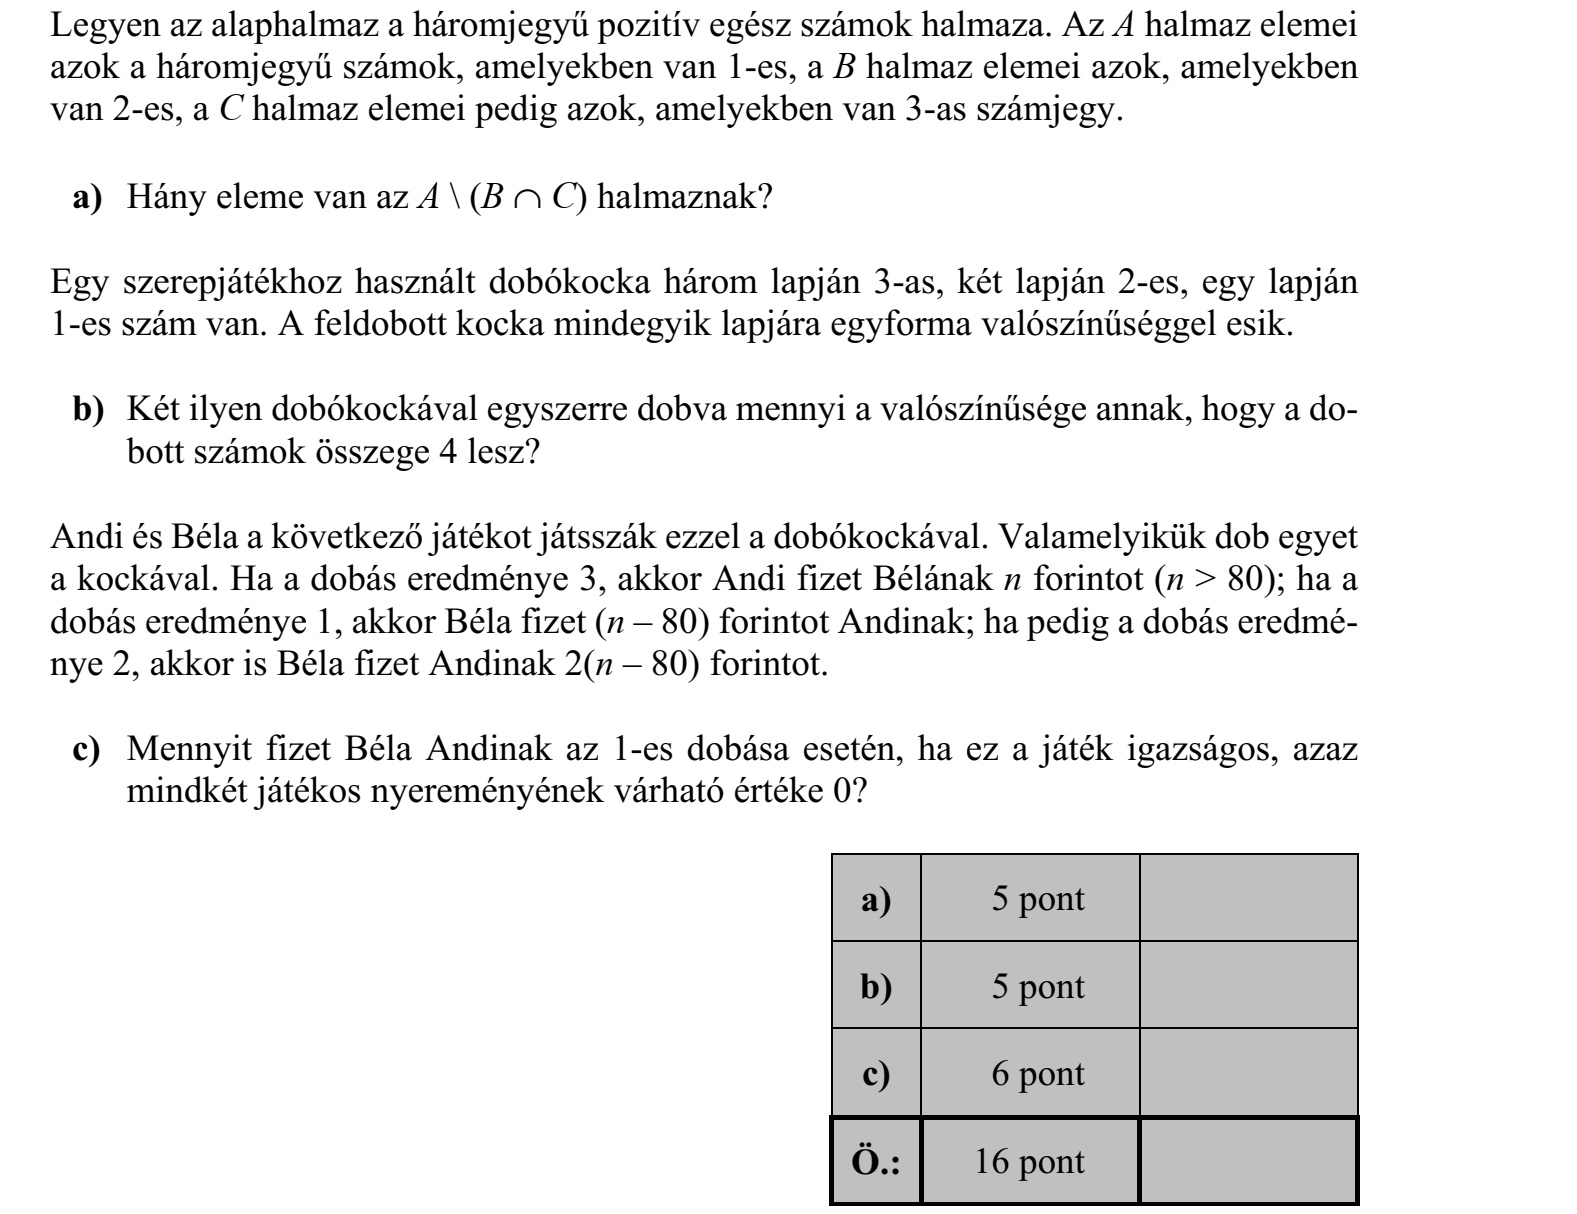 Legyen az alaphalmaz a háromjegyű pozitív egész számok halmaza. Az A halmaz elemei
azok a háromjegyű számok, amelyekben van 1-es, a B halmaz elemei azok, amelyekben
van 2-es, a C halmaz elemei pedig azok, amelyekben van 3-as számjegy.
a) Hány eleme van az A \ (B ∩ C) halmaznak?
Egy szerepjátékhoz használt dobókocka három lapján 3-as, két lapján 2-es, egy lapján
1-es szám van. A feldobott kocka mindegyik lapjára egyforma valószínűséggel esik.
b) Két ilyen dobókockával egyszerre dobva mennyi a valószínűsége annak, hogy a do-
bott számok összege 4 lesz?
Andi és Béla a következő játékot játsszák ezzel a dobókockával. Valamelyikük dob egyet
a kockával. Ha a dobás eredménye 3, akkor Andi fizet Bélának n forintot (n > 80); ha a
dobás eredménye 1, akkor Béla fizet (n – 80) forintot Andinak; ha pedig a dobás eredmé-
nye 2, akkor is Béla fizet Andinak 2(n – 80) forintot.
c) Mennyit fizet Béla Andinak az 1-es dobása esetén, ha ez a játék igazságos, azaz
mindkét játékos nyereményének várható értéke 0?
a) 5 pont
b) 5 pont
c) 6 pont
Ö.: 16 pont